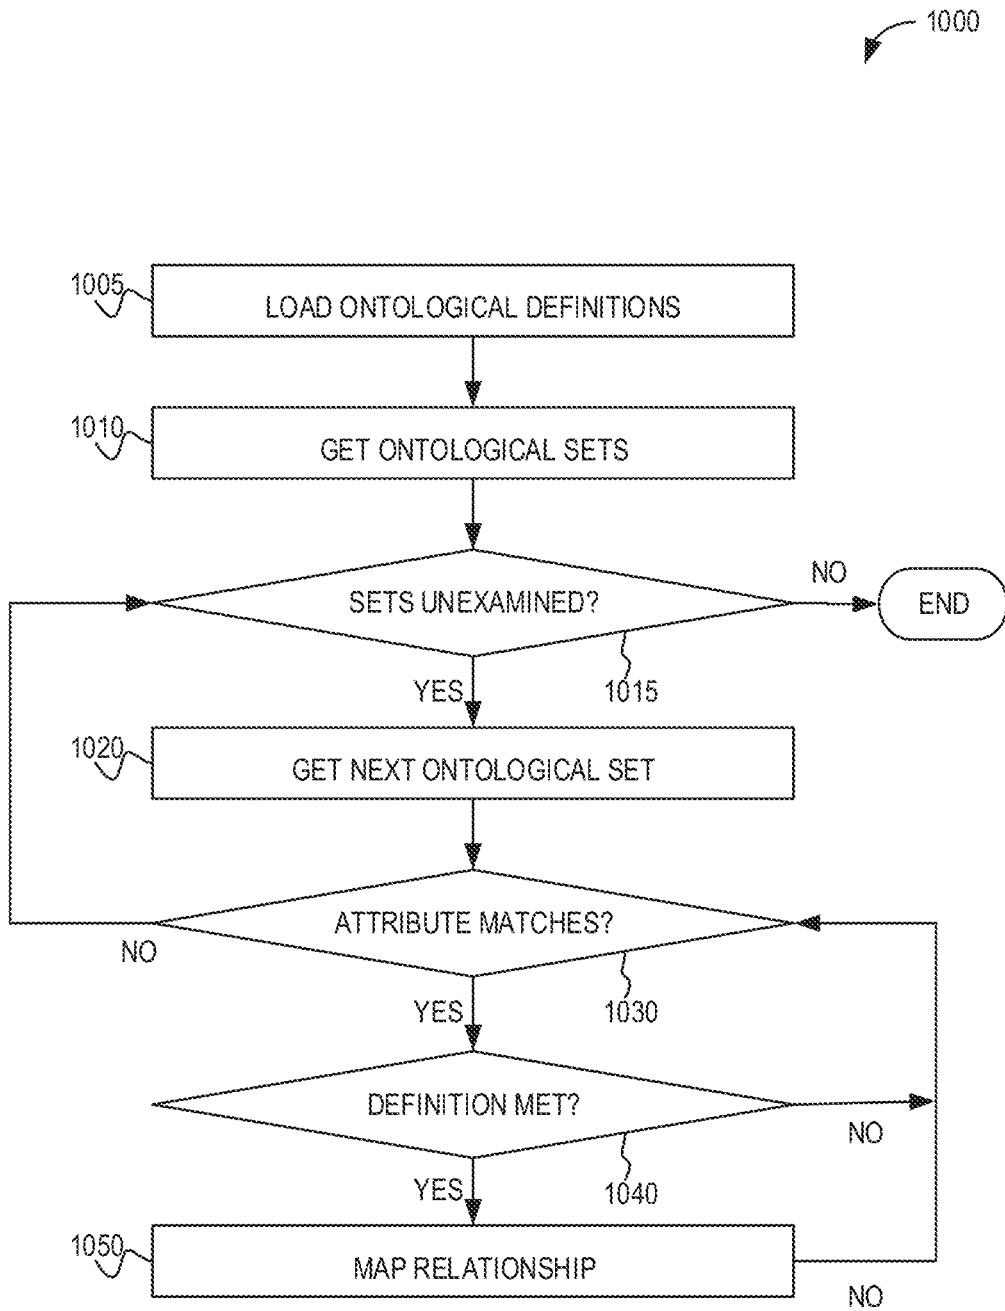 1000
1005
LOAD ONTOLOGICAL DEFINITIONS
1010
GET ONTOLOGICAL SETS
SETS UNEXAMINED?
NO
END
1015
YES
1020
GET NEXT ONTOLOGICAL SET
ATTRIBUTE MATCHES?
NO
1030
YES
DEFINITION MET?
NO
1040
YES
1050
MAP RELATIONSHIP
NO